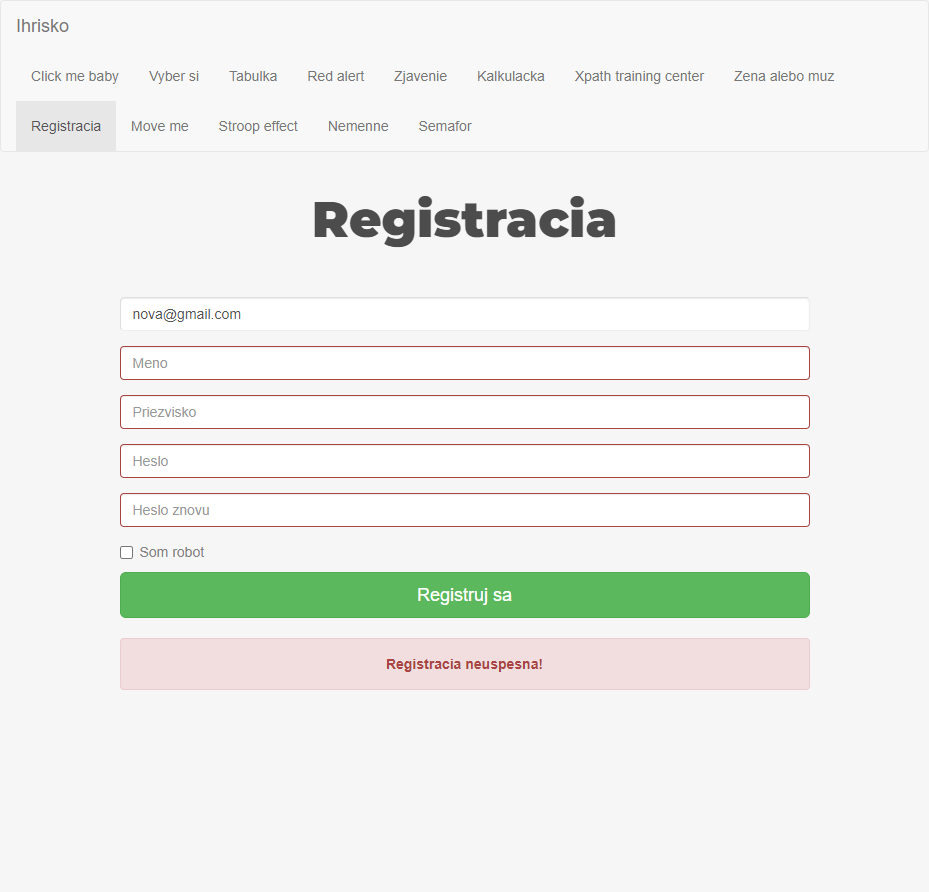 Ihrisko
Click me baby Vyber si Tabulka Red alert Zjavenie Kalkulacka Xpath training center Zena alebo muz
Registracia Move me Stroop effect Nemenne Semafor
Registracia
nova@gmail.com
Meno
Priezvisko
Heslo
Heslo znovu
Som robot
Registruj sa
Registracia neuspesna!